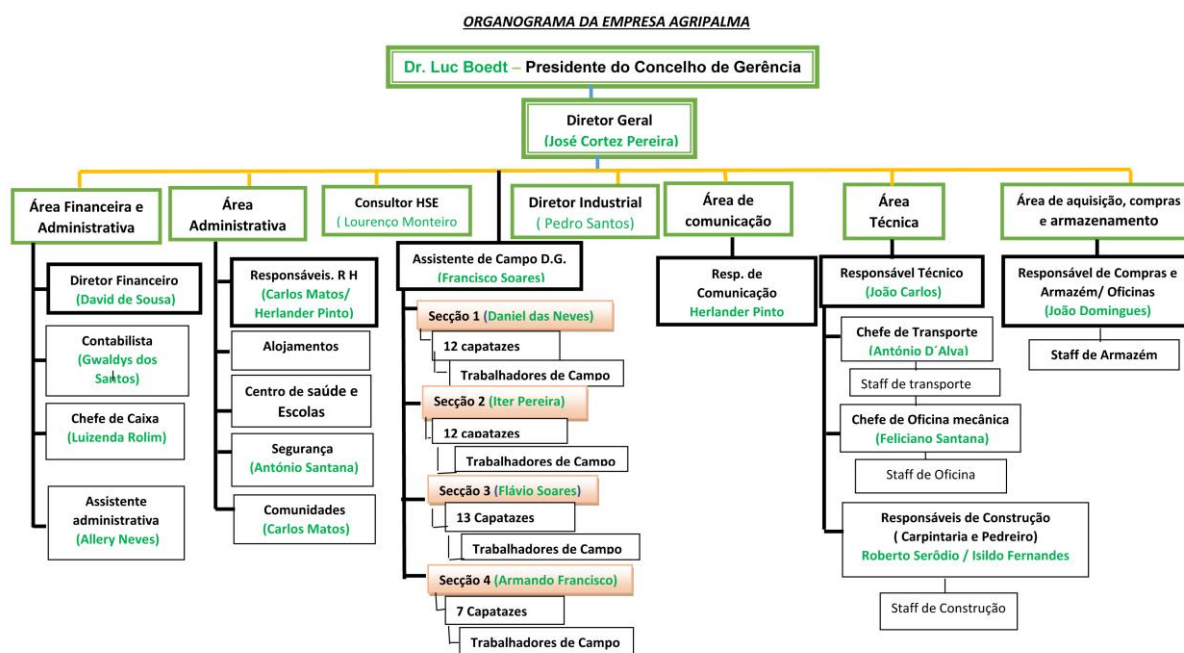 ORGANOGRAMA DA EMPRESA AGRIPALMA
Dr. Luc Boedt – Presidente do Concelho de Gerência
Diretor Geral
(José Cortez Pereira)
Área Financeira e
Administrativa
Diretor Financeiro
(David de Sousa)
Contabilista
(Gwaldys dos
Santos)
Chefe de Caixa
(Luizenda Rolim)
Assistente
administrativa
(Allery Neves)
Área
Administrativa
Responsáveis. R H
(Carlos Matos/
Herlander Pinto)
Alojamentos
Centro de saúde e
Escolas
Segurança
(António Santana)
Comunidades
(Carlos Matos)
Consultor HSE
( Lourenço Monteiro
Assistente de Campo D.G.
(Francisco Soares)
Secção 1 (Daniel das Neves)
12 capatazes
Trabalhadores de Campo
Secção 2 (Iter Pereira)
12 capatazes
Trabalhadores de Campo
Secção 3 (Flávio Soares)
13 Capatazes
Trabalhadores de Campo
Secção 4 (Armando Francisco)
7 Capatazes
Trabalhadores de Campo
Diretor Industrial
( Pedro Santos)
Área de
comunicação
Resp. de
Comunicação
Herlander Pinto
Área
Técnica
Responsável Técnico
(João Carlos)
Chefe de Transporte
(António D´Alva)
Staff de transporte
Chefe de Oficina mecânica
(Feliciano Santana)
Staff de Oficina
Responsáveis de Construção
( Carpintaria e Pedreiro)
Roberto Serôdio / Isildo Fernandes
Staff de Construção
Área de aquisição, compras
e armazenamento
Responsável de Compras e
Armazém/ Oficinas
(João Domingues)
Staff de Armazém